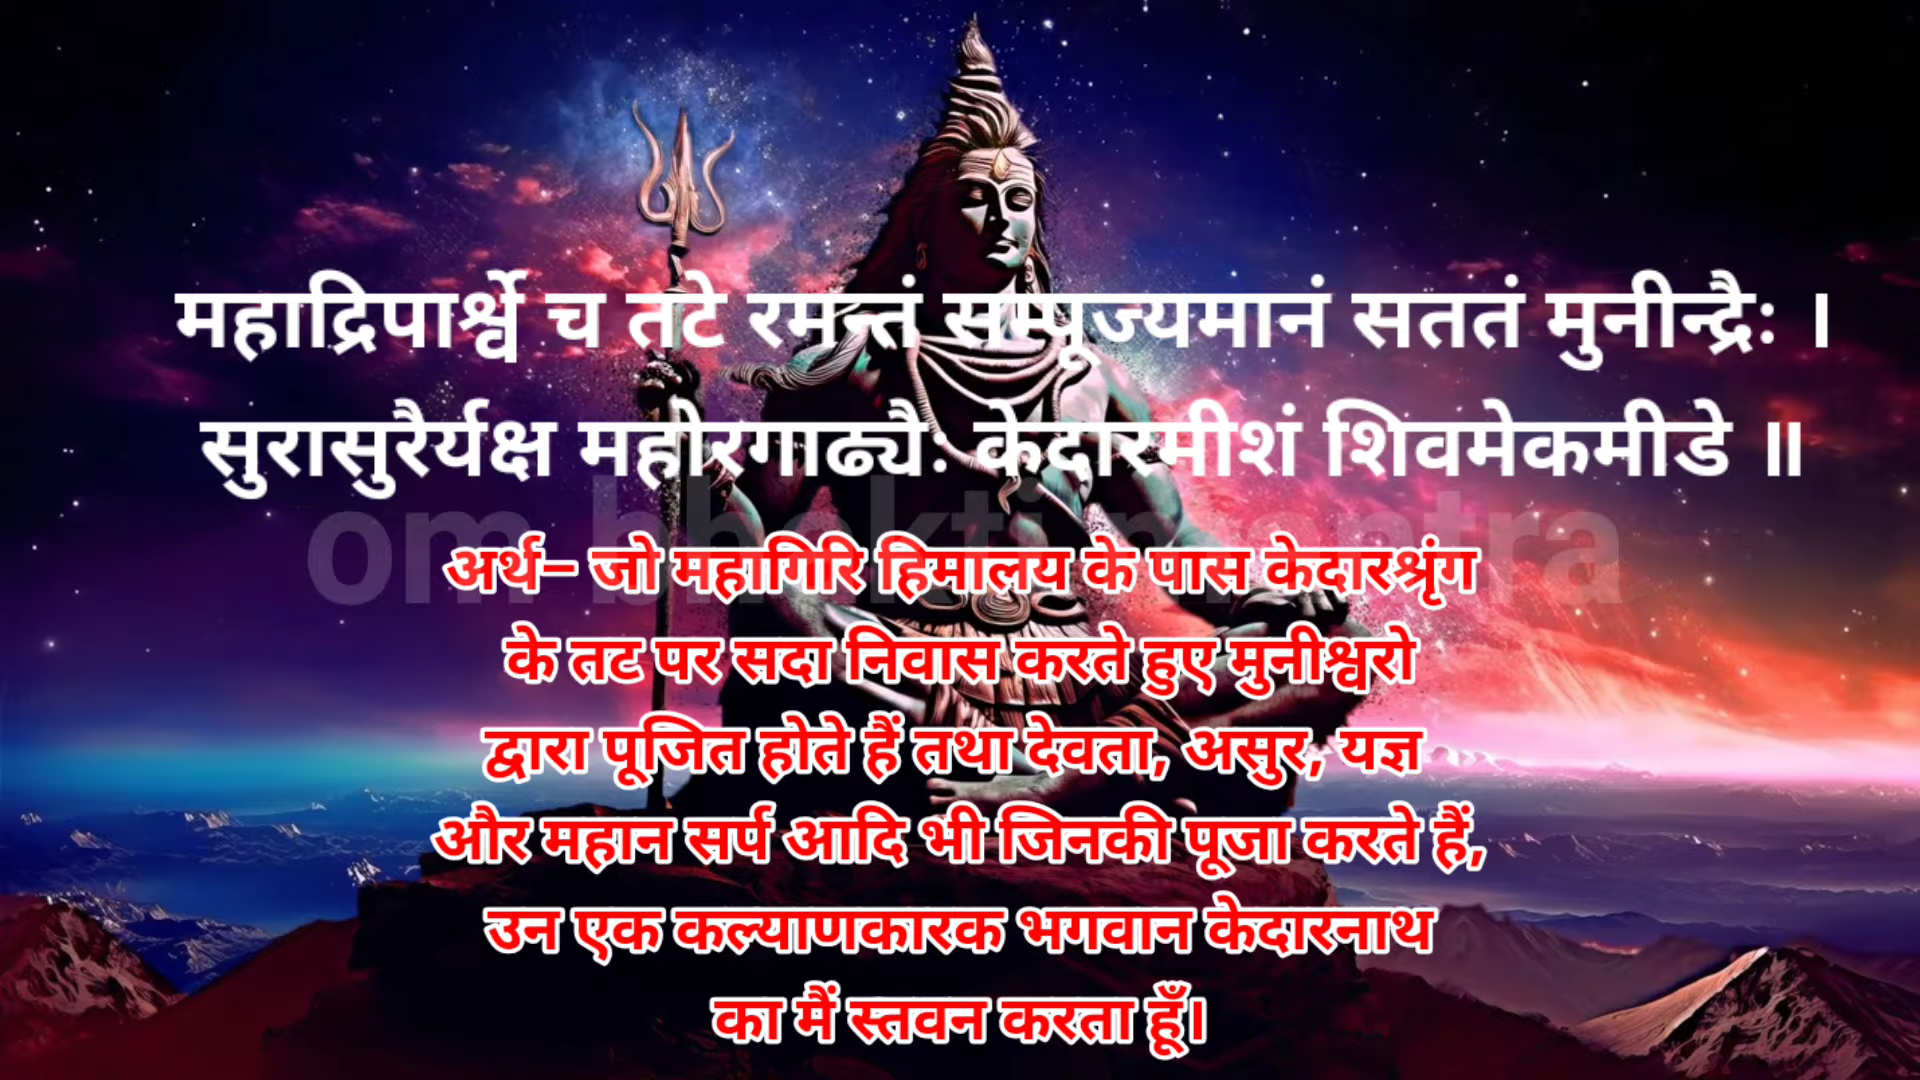 महाद्रिपार्श्वे च तटे रमन्तं सम्पूज्यमानं सततं मुनीन्द्रैः ।
सुरासुरैर्यक्ष महोरगाढ्यैः केदारमीशं शिवमेकमीडे ॥
om bhakti mantra
अर्थ– जो महागिरि हिमालय के पास केदारश्रृंग
के तट पर सदा निवास करते हुए मुनीश्वरो
द्वारा पूजित होते हैं तथा देवता, असुर, यज्ञ
और महान सर्प आदि भी जिनकी पूजा करते हैं,
उन एक कल्याणकारक भगवान केदारनाथ
का मैं स्तवन करता हूँ।